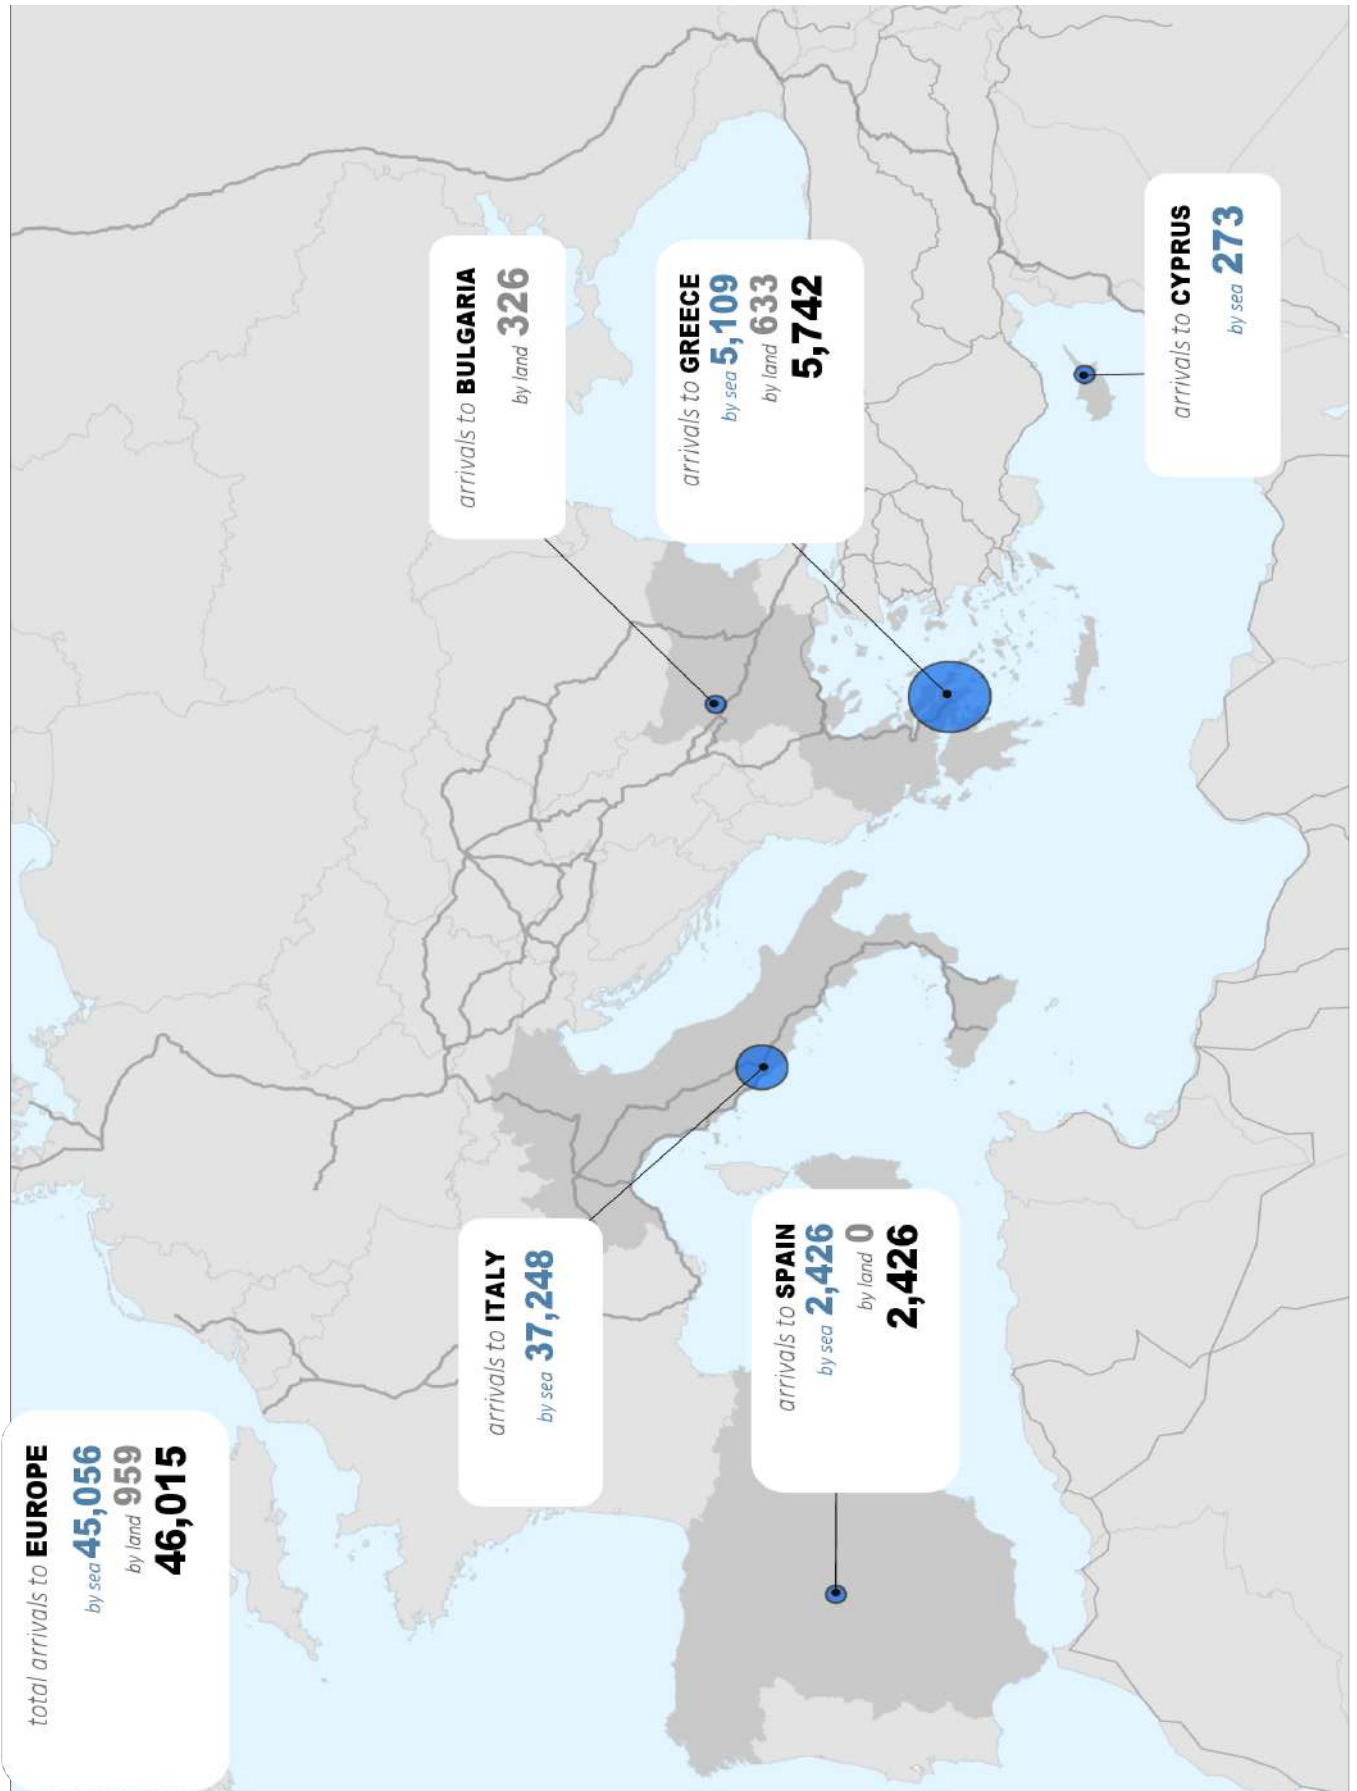 total arrivals to EUROPE
by sea 45,056
by land 959
46,015
arrivals to ITALY
by sea 37,248
arrivals to SPAIN
by sea 2,426
by land 0
2,426
arrivals to BULGARIA
by land 326
arrivals to GREECE
by sea 5,109
by land 633
5,742
arrivals to CYPRUS
by sea 273